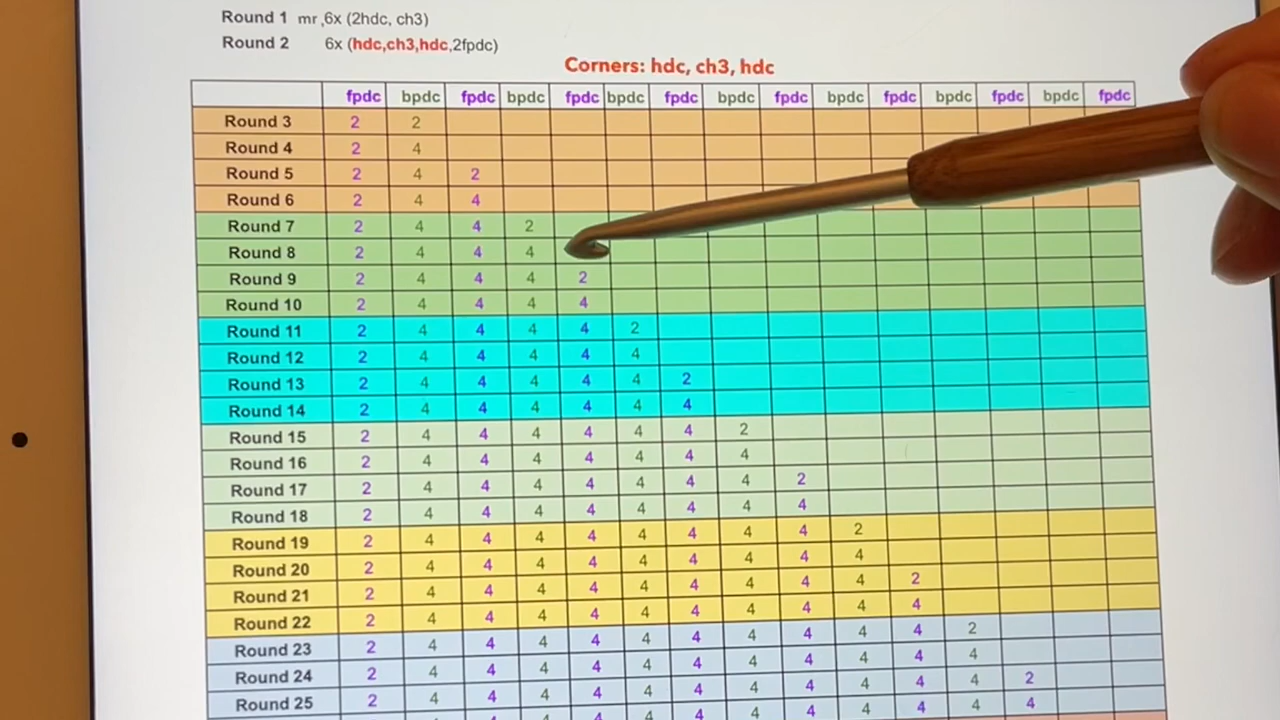 Round 1 mr ,6x (2hdc, ch3)
Round 2 6x (hdc,ch3,hdc,2fpdc)
Corners: hdc, ch3, hdc
fpdc bpdc fpdc bpdc fpdc bpdc fpdc bpdc fpdc bpdc fpdc bpdc fpdc bpdc fpdc
Round 3 2 2
Round 4 2 4
Round 5 2 4 2
Round 6 2 4 4
Round 7 2 4 4 2
Round 8 2 4 4 4
Round 9 2 4 4 4 2
Round 10 2 4 4 4 4
Round 11 2 4 4 4 4 2
Round 12 2 4 4 4 4 4
Round 13 2 4 4 4 4 4 2
Round 14 2 4 4 4 4 4 4
Round 15 2 4 4 4 4 4 4 2
Round 16 2 4 4 4 4 4 4 4
Round 17 2 4 4 4 4 4 4 4 2
Round 18 2 4 4 4 4 4 4 4 4
Round 19 2 4 4 4 4 4 4 4 4 2
Round 20 2 4 4 4 4 4 4 4 4 4
Round 21 2 4 4 4 4 4 4 4 4 4 2
Round 22 2 4 4 4 4 4 4 4 4 4 4
Round 23 2 4 4 4 4 4 4 4 4 4 4 2
Round 24 2 4 4 4 4 4 4 4 4 4 4 4
Round 25 2 4 4 4 4 4 4 4 4 4 4 4 2
4 4 4 4 4 4 4 4